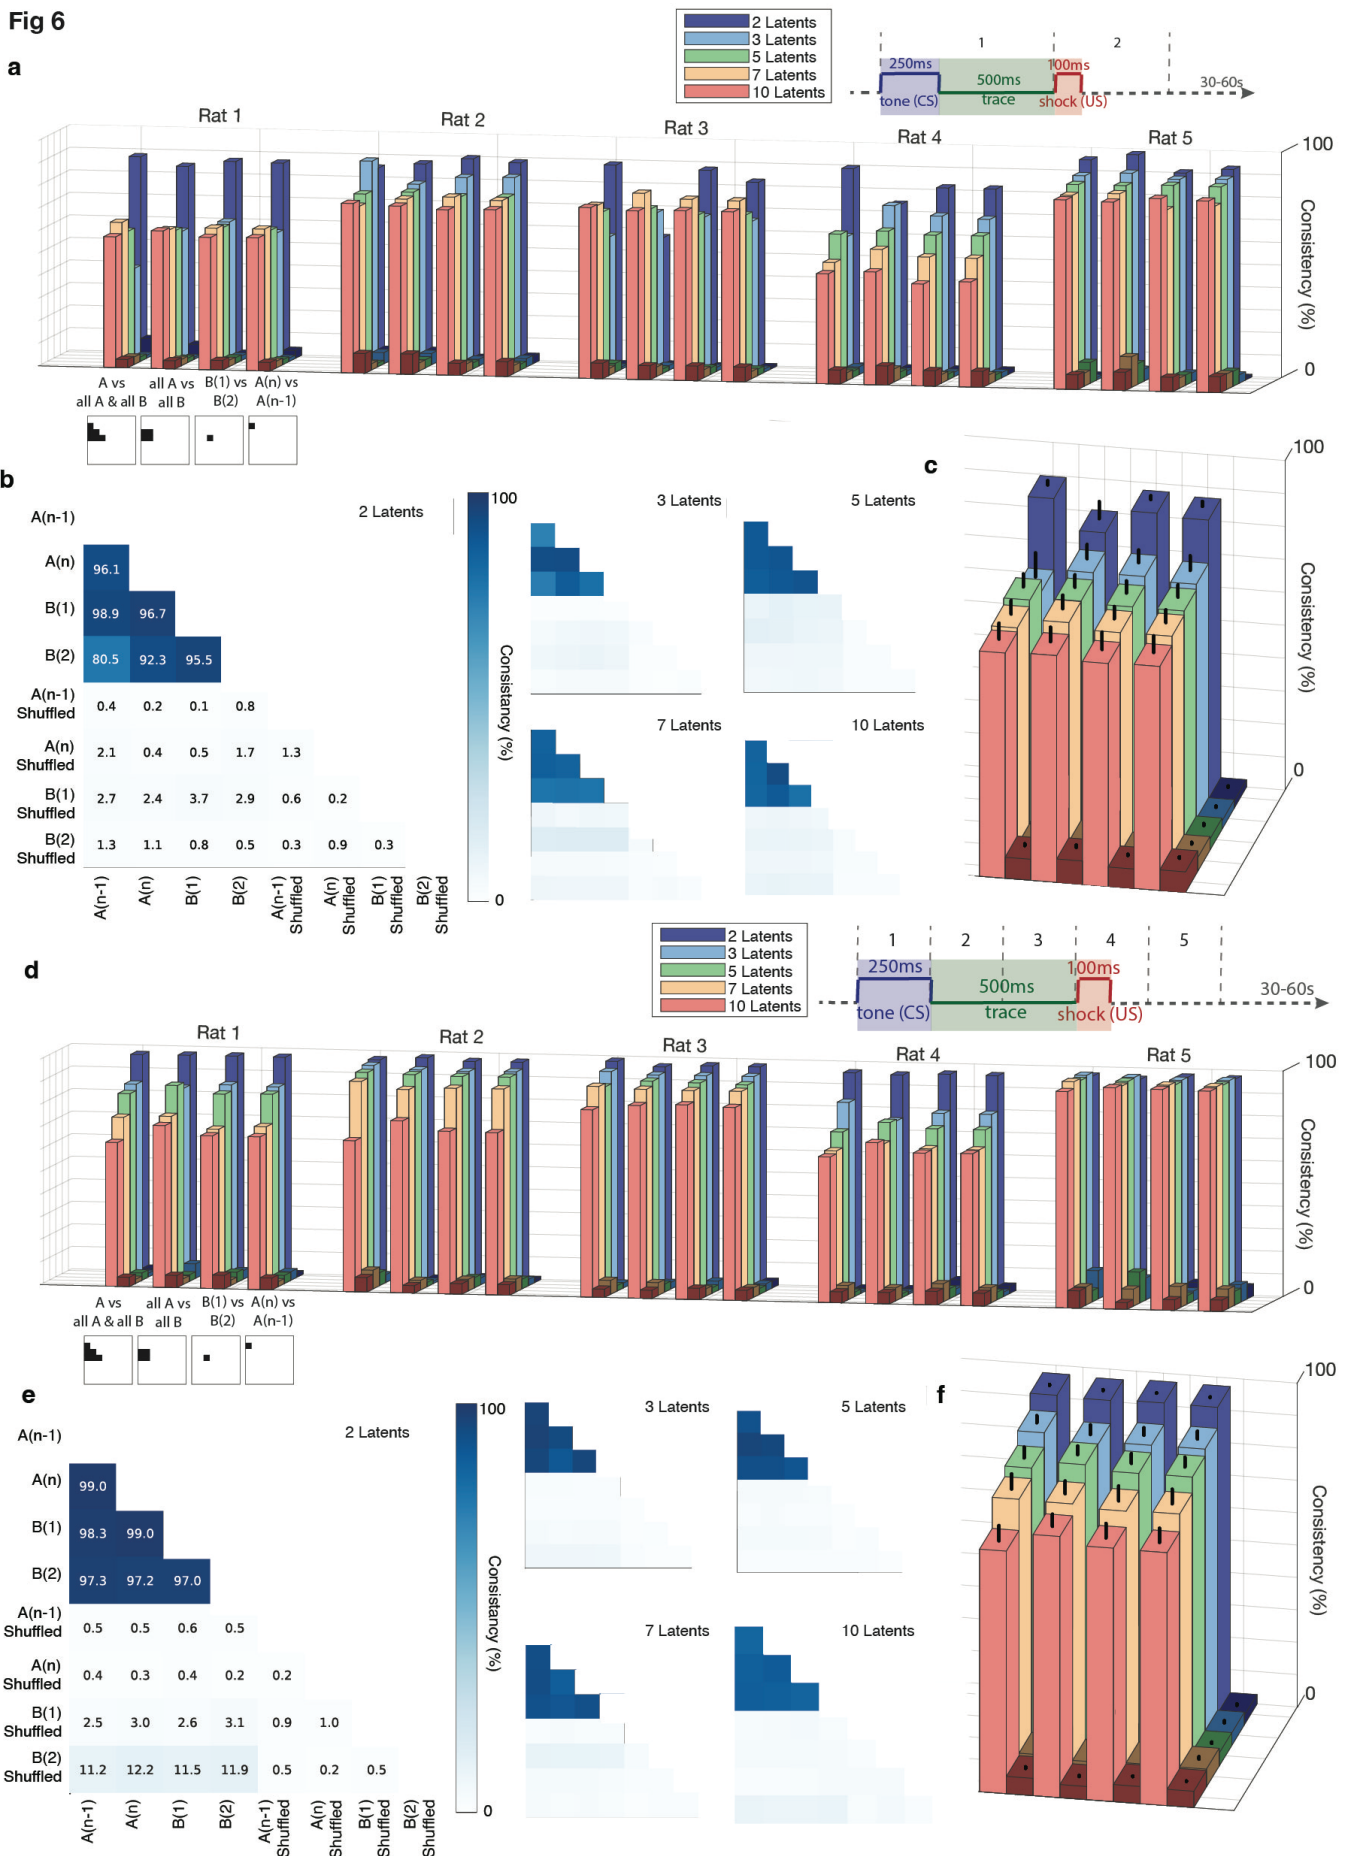 Fig 6
2 Latents
3 Latents
5 Latents
7 Latents
10 Latents
1
2
250ms
100ms
500ms
30-60s
tone (CS)
trace
shock (US)
a
Rat 1
Rat 2
Rat 3
Rat 4
Rat 5
100
Consistency (%)
0
A vs
all A & all B
all A vs
all B
B(1) vs
B(2)
A(n) vs
A(n-1)
b
2 Latents
A(n-1)
A(n)
96.1
B(1)
98.9 96.7
B(2)
80.5 92.3 95.5
A(n-1)
Shuffled
0.4 0.2 0.1 0.8
A(n)
Shuffled
2.1 0.4 0.5 1.7 1.3
B(1)
Shuffled
2.7 2.4 3.7 2.9 0.6 0.2
B(2)
Shuffled
1.3 1.1 0.8 0.5 0.3 0.9 0.3
A(n-1)
A(n)
B(1)
B(2)
A(n-1)
Shuffled
A(n)
Shuffled
B(1)
Shuffled
B(2)
Shuffled
100
Consistancy (%)
0
3 Latents
5 Latents
7 Latents
10 Latents
c
100
Consistency (%)
0
2 Latents
3 Latents
5 Latents
7 Latents
10 Latents
1
2
3
4
5
250ms
100ms
500ms
30-60s
tone (CS)
trace
shock (US)
d
Rat 1
Rat 2
Rat 3
Rat 4
Rat 5
100
Consistency (%)
0
A vs
all A & all B
all A vs
all B
B(1) vs
B(2)
A(n) vs
A(n-1)
e
2 Latents
A(n-1)
A(n)
99.0
B(1)
98.3 99.0
B(2)
97.3 97.2 97.0
A(n-1)
Shuffled
0.5 0.5 0.6 0.5
A(n)
Shuffled
0.4 0.3 0.4 0.2 0.2
B(1)
Shuffled
2.5 3.0 2.6 3.1 0.9 1.0
B(2)
Shuffled
11.2 12.2 11.5 11.9 0.5 0.2 0.5
A(n-1)
A(n)
B(1)
B(2)
A(n-1)
Shuffled
A(n)
Shuffled
B(1)
Shuffled
B(2)
Shuffled
100
Consistancy (%)
0
3 Latents
5 Latents
7 Latents
10 Latents
f
100
Consistency (%)
0